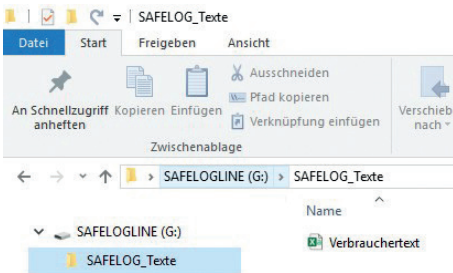 SAFELOG_Texte
Datei Start Freigeben Ansicht
An Schnellzugriff anheften
Kopieren
Einfügen
Ausschneiden
Pfad kopieren
Verknüpfung einfügen
Verschieb
nach
Zwischenablage
SAFELOGLINE (G:) SAFELOG_Texte
Name
SAFELOGLINE (G:)
SAFELOG_Texte
Verbrauchertext